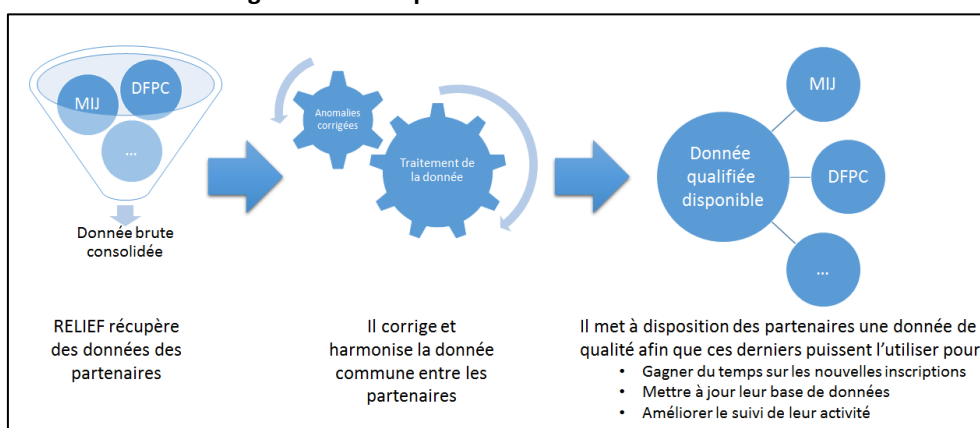 MIJ
DFPC
...
Donnée brute
consolidée
RELIEF récupère
des données des
partenaires
Anomalies
corrigées
Traitement de
la donnée
Il corrige et
harmonise la donnée
commune entre les
partenaires
Donnée
qualifiée
disponible
MIJ
DFPC
...
Il met à disposition des partenaires une donnée de
qualité afin que ces derniers puissent l'utiliser pour
• Gagner du temps sur les nouvelles inscriptions
• Mettre à jour leur base de données
• Améliorer le suivi de leur activité